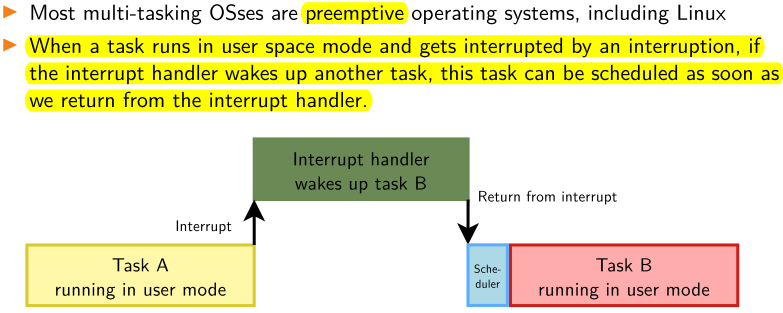 Most multi-tasking OSses are preemptive operating systems, including Linux
When a task runs in user space mode and gets interrupted by an interruption, if
the interrupt handler wakes up another task, this task can be scheduled as soon as
we return from the interrupt handler.
Interrupt handler
wakes up task B
Return from interrupt
Interrupt
Task A
running in user mode
Sche-
duler
Task B
running in user mode